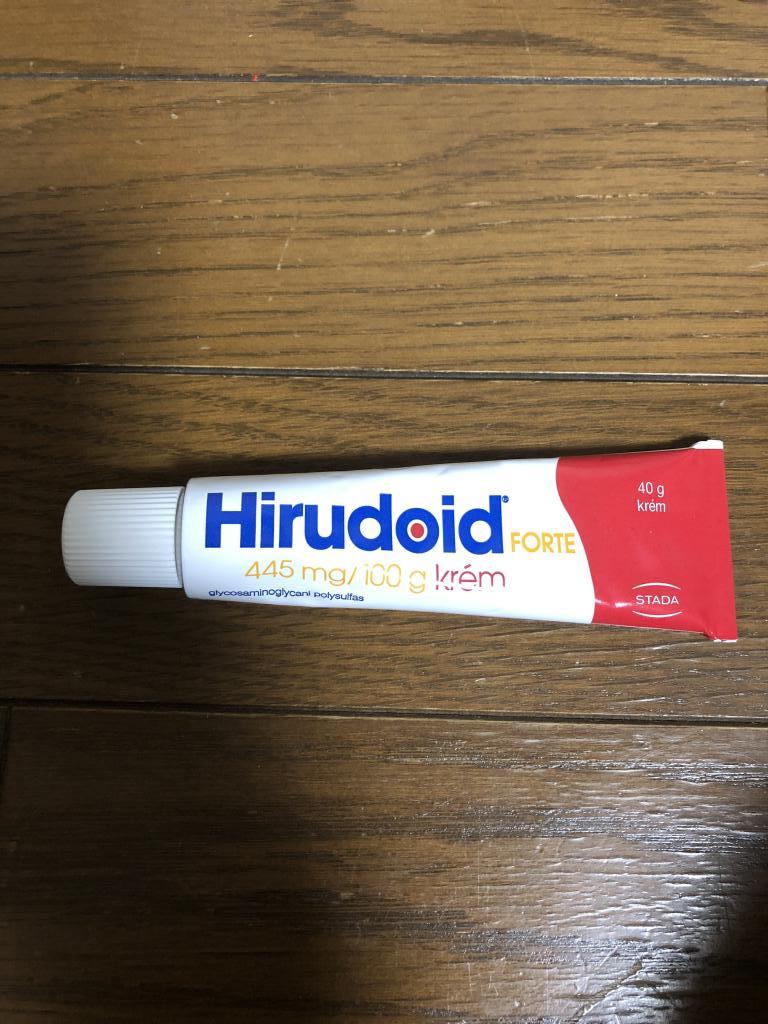 Hirudoid® FORTE
445 mg/100 g krém
glycosaminoglycani polysulfas
40 g
krém
STADA